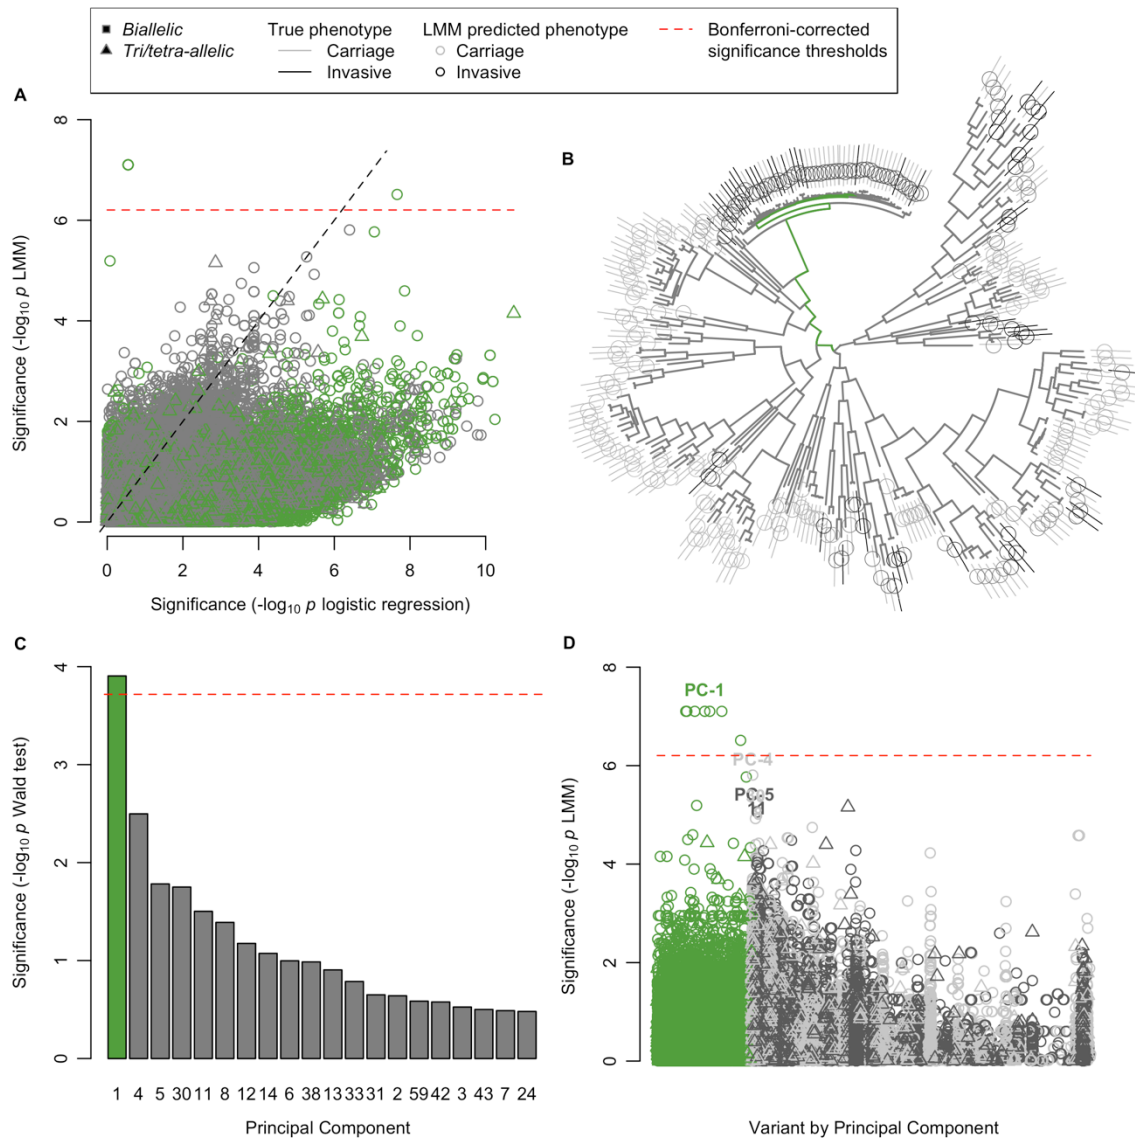 Biallelic
Tri/tetra-allelic
True phenotype
Carriage
Invasive
LMM predicted phenotype
Carriage
Invasive
Bonferroni-corrected
significance thresholds
A
Significance (-log10 p LMM)
8
6
4
2
0
0 2 4 6 8 10
Significance (-log10 p logistic regression)
B
C
Significance (-log10 p Wald test)
4
3
2
1
0
1 4 5 30 11 8 12 14 6 38 13 33 31 2 59 42 3 43 7 24
Principal Component
D
Significance (-log10 p LMM)
8
6
4
2
0
PC-1
PC-4
PC-5
11
Variant by Principal Component